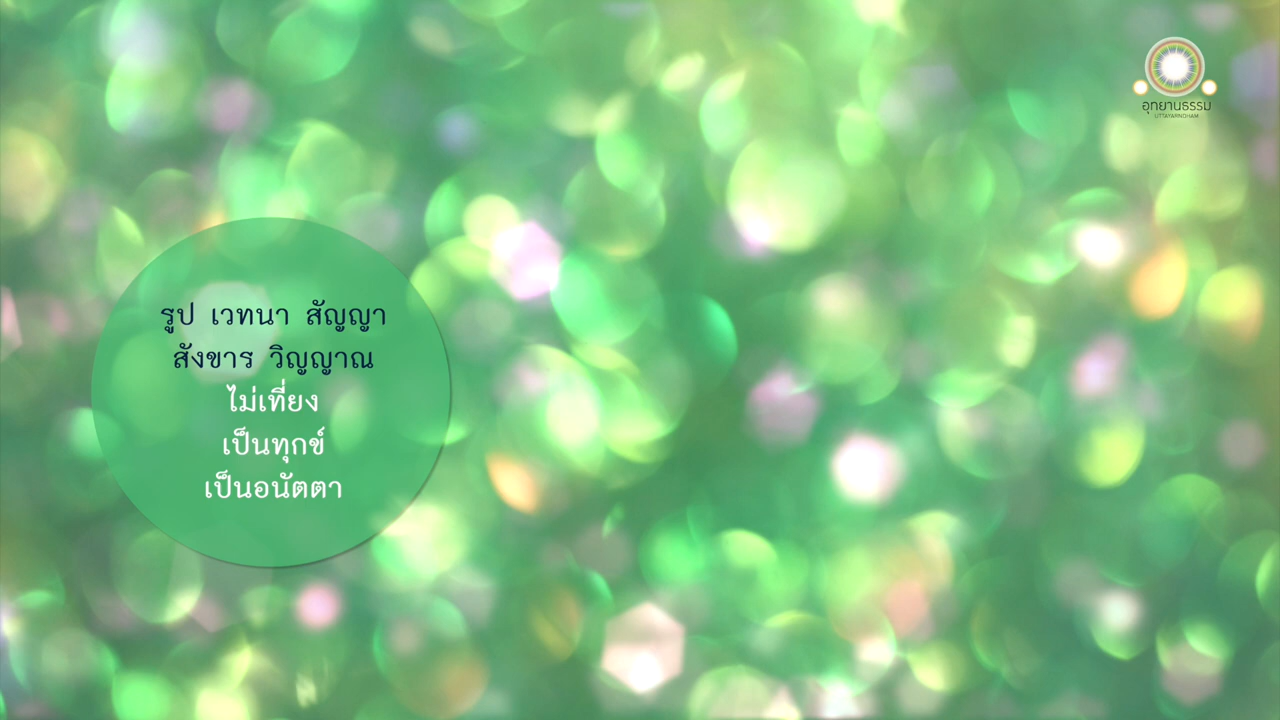 อุทยานธรรม
UTTAYARNDHAM
รูป เวทนา สัญญา
สังขาร วิญญาณ
ไม่เที่ยง
เป็นทุกข์
เป็นอนัตตา